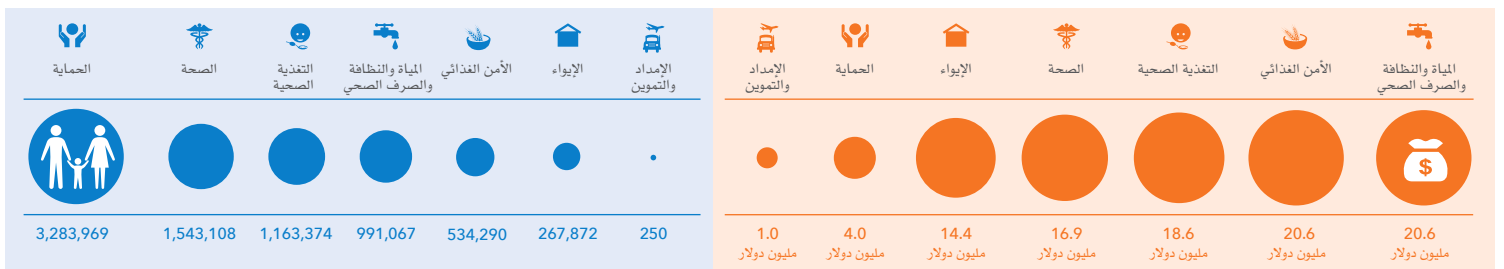 المياة والنظافة
والصرف الصحي
الأمن الغذائي
التغذية الصحية
الصحة
الإيواء
الحماية
الإمداد
والتموين
$
20.6
مليون دولار
20.6
مليون دولار
18.6
مليون دولار
16.9
مليون دولار
14.4
مليون دولار
4.0
مليون دولار
1.0
مليون دولار
الإمداد
والتموين
الإيواء
الأمن الغذائي
المياة والنظافة
والصرف الصحي
التغذية
الصحية
الصحة
الحماية
250
267,872
534,290
991,067
1,163,374
1,543,108
3,283,969